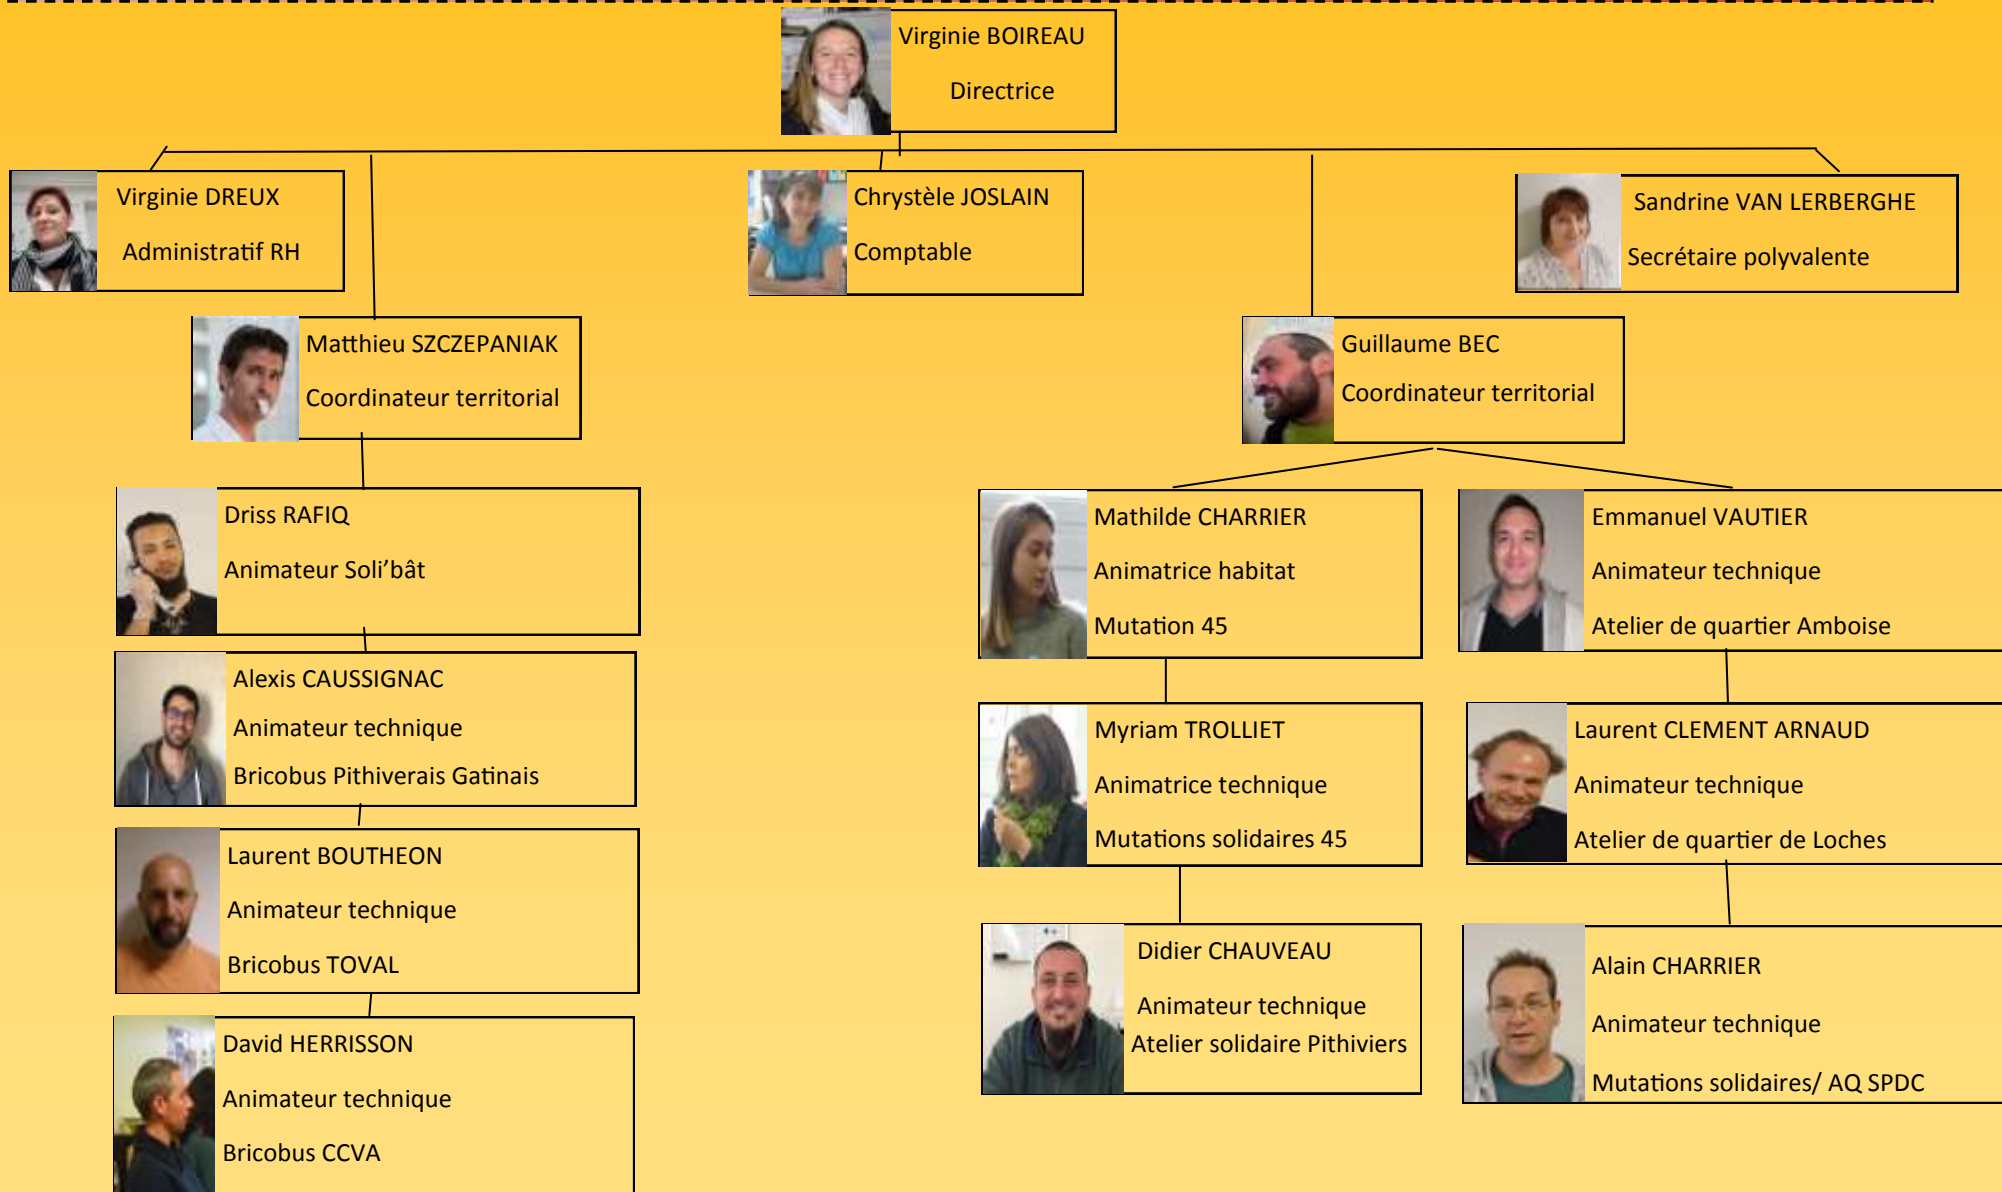 Virginie BOIREAU
Directrice
Virginie DREUX
Administratif RH
Chrystèle JOSLAIN
Comptable
Sandrine VAN LERBERGHE
Secrétaire polyvalente
Matthieu SZCZEPANIAK
Coordinateur territorial
Guillaume BEC
Coordinateur territorial
Driss RAFIQ
Animateur Soli’bât
Alexis CAUSSIGNAC
Animateur technique
Bricobus Pithiverais Gatinais
Laurent BOUTHEON
Animateur technique
Bricobus TOVAL
David HERRISSON
Animateur technique
Bricobus CCVA
Mathilde CHARRIER
Animatrice habitat
Mutation 45
Myriam TROLLIET
Animatrice technique
Mutations solidaires 45
Didier CHAUVEAU
Animateur technique
Atelier solidaire Pithiviers
Emmanuel VAUTIER
Animateur technique
Atelier de quartier Amboise
Laurent CLEMENT ARNAUD
Animateur technique
Atelier de quartier de Loches
Alain CHARRIER
Animateur technique
Mutations solidaires/ AQ SPDC